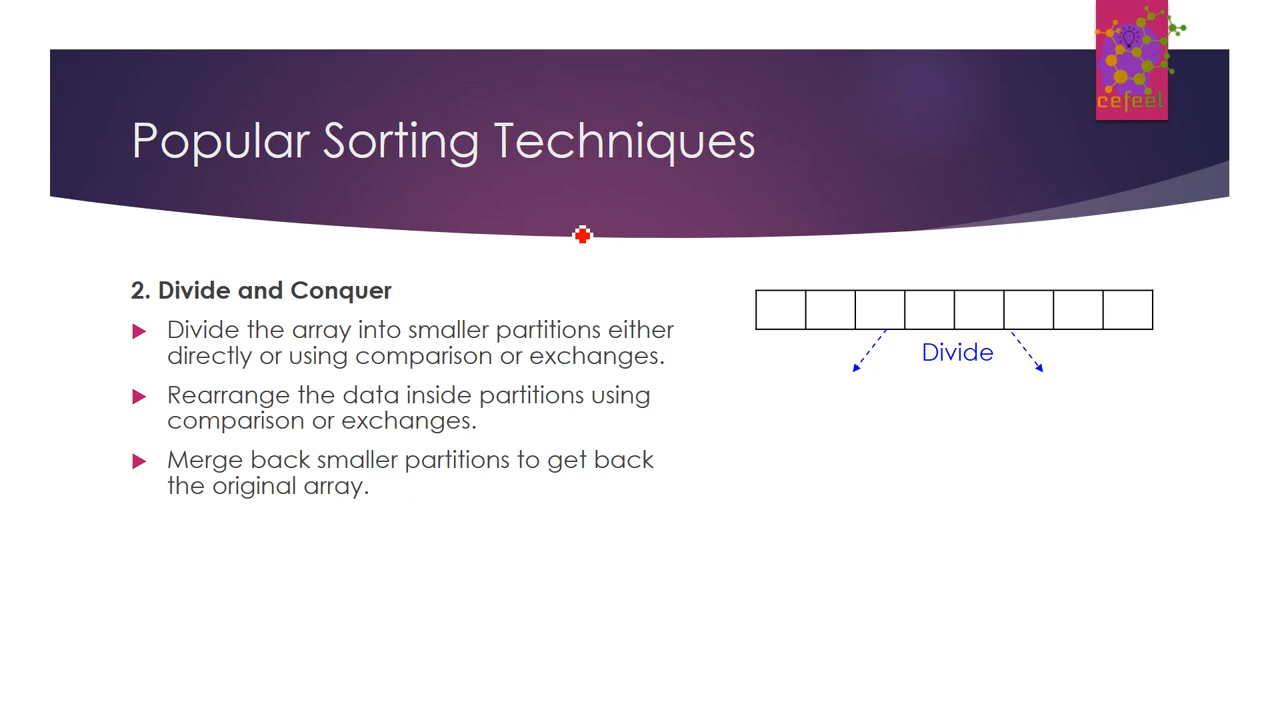 cefeel
Popular Sorting Techniques
2. Divide and Conquer
Divide the array into smaller partitions either
directly or using comparison or exchanges.
Rearrange the data inside partitions using
comparison or exchanges.
Merge back smaller partitions to get back
the original array.
Divide